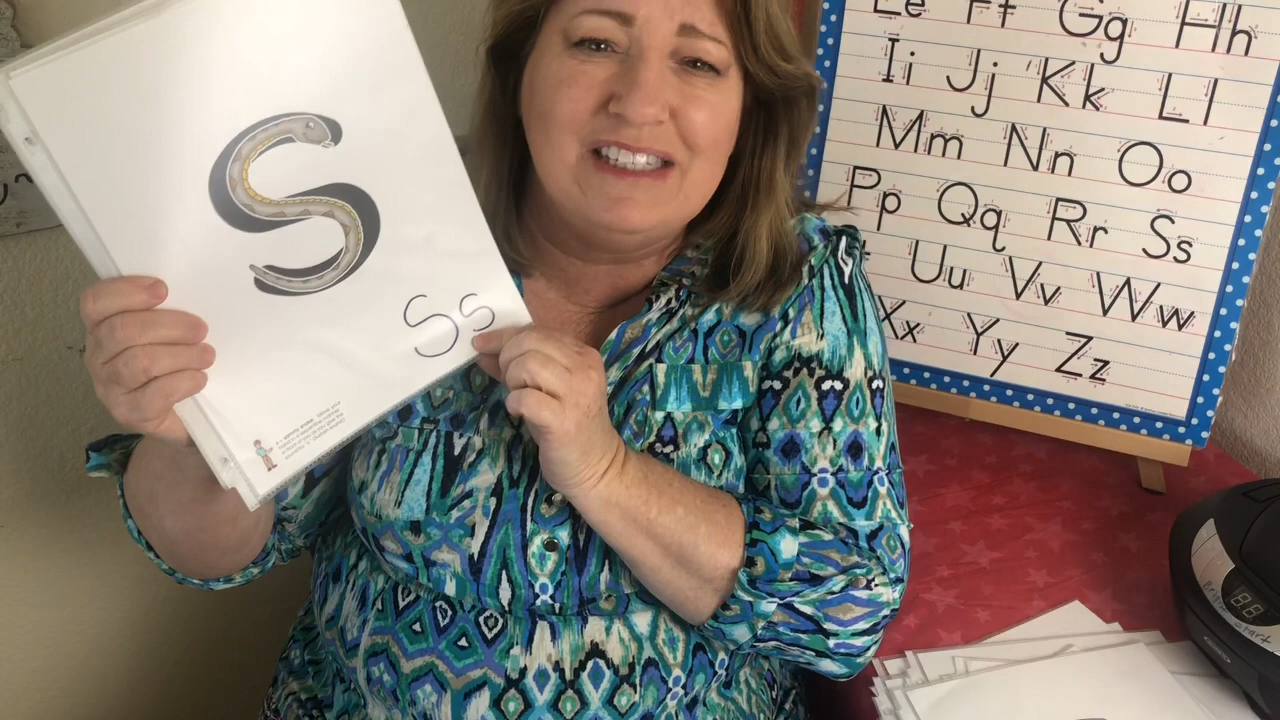 S
Ss
Ee Ff Gg Hh
Ii Jj Kk Ll
Mm Nn Oo
Pp Qq Rr Ss
Uu Vv Ww
Xx Yy Zz